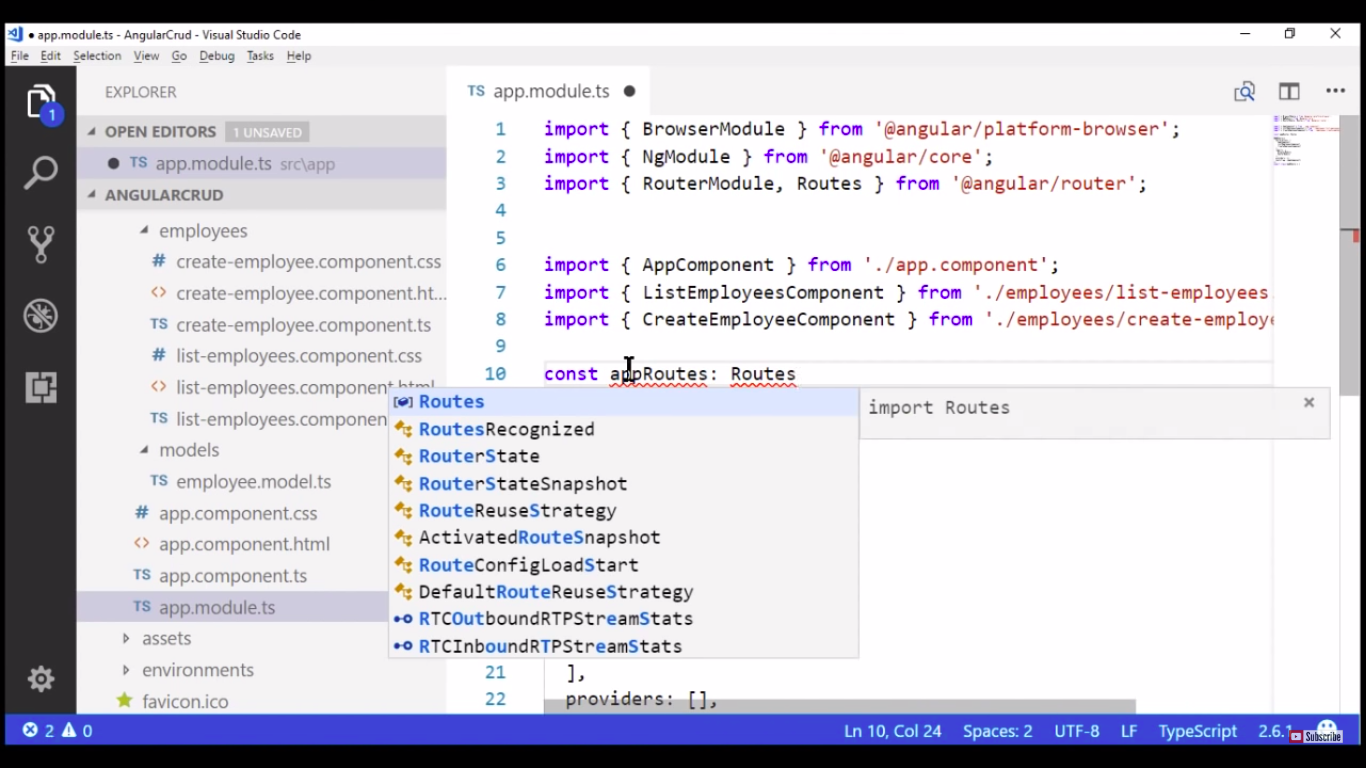 app.module.ts - AngularCrud - Visual Studio Code
File Edit Selection View Go Debug Tasks Help
EXPLORER
OPEN EDITORS 1 UNSAVED
TS app.module.ts src\app
ANGULARCRUD
employees
# create-employee.component.css
<> create-employee.component.ht...
TS create-employee.component.ts
# list-employees.component.css
<> list-employees.component.html
TS list-employees.component
models
TS employee.model.ts
# app.component.css
<> app.component.html
TS app.component.ts
TS app.module.ts
assets
environments
favicon.ico
1
TS app.module.ts
1 import { BrowserModule } from '@angular/platform-browser';
2 import { NgModule } from '@angular/core';
3 import { RouterModule, Routes } from '@angular/router';
4
5
6 import { AppComponent } from './app.component';
7 import { ListEmployeesComponent } from './employees/list-employees.
8 import { CreateEmployeeComponent } from './employees/create-employe
9
10 const appRoutes: Routes
Routes
RoutesRecognized
RouterState
RouterStateSnapshot
RouteReuseStrategy
ActivatedRouteSnapshot
RouteConfigLoadStart
DefaultRouteReuseStrategy
RTCOutboundRTPStreamStats
RTCInboundRTPStreamStats
import Routes
21 ],
22 providers: [],
2 0 Ln 10, Col 24 Spaces: 2 UTF-8 LF TypeScript 2.6.
Subscribe